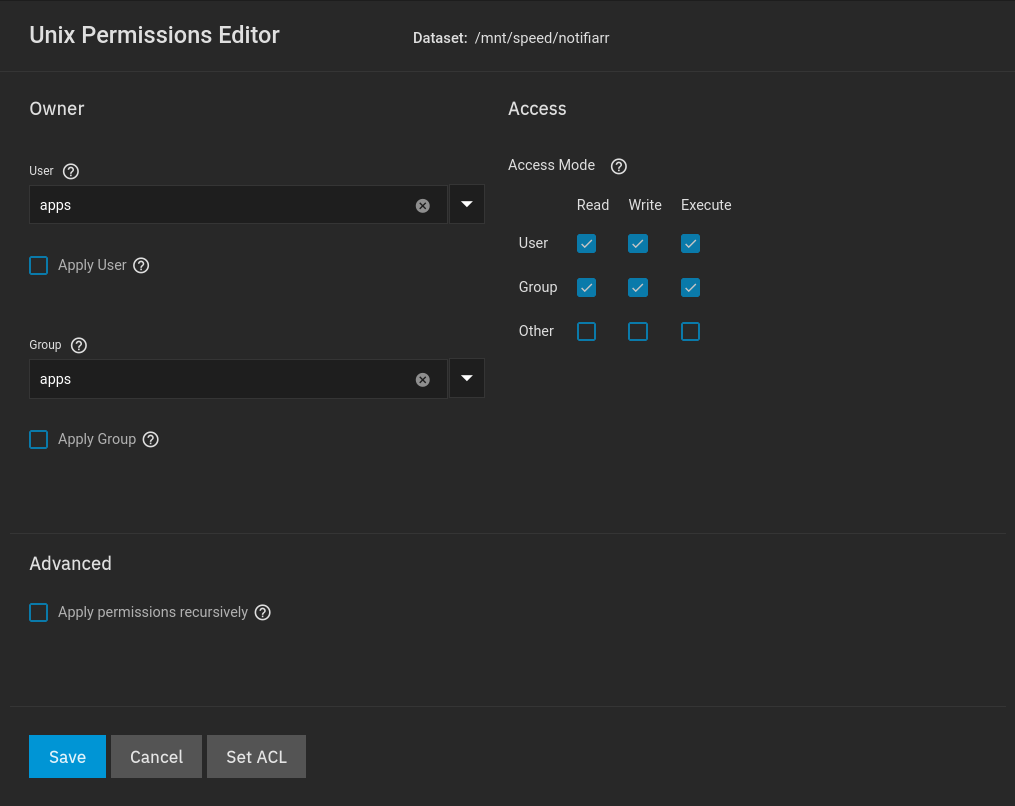 Unix Permissions Editor
Dataset: /mnt/speed/notifiarr
Owner
User
apps
Apply User
Group
apps
Apply Group
Access
Access Mode
Read Write Execute
User
Group
Other
Advanced
Apply permissions recursively
Save Cancel Set ACL